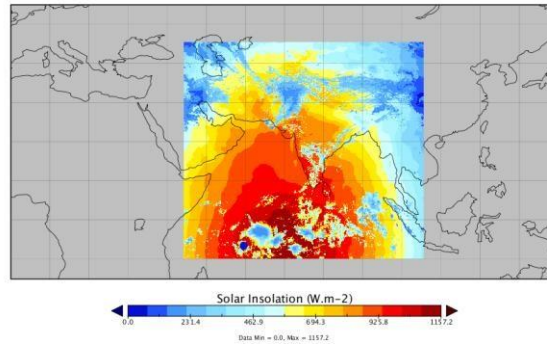 Solar Insolation (W.m-2)
0.0 231.4 462.9 694.3 925.8 1157.2
Data Min = 0.0, Max = 1157.2